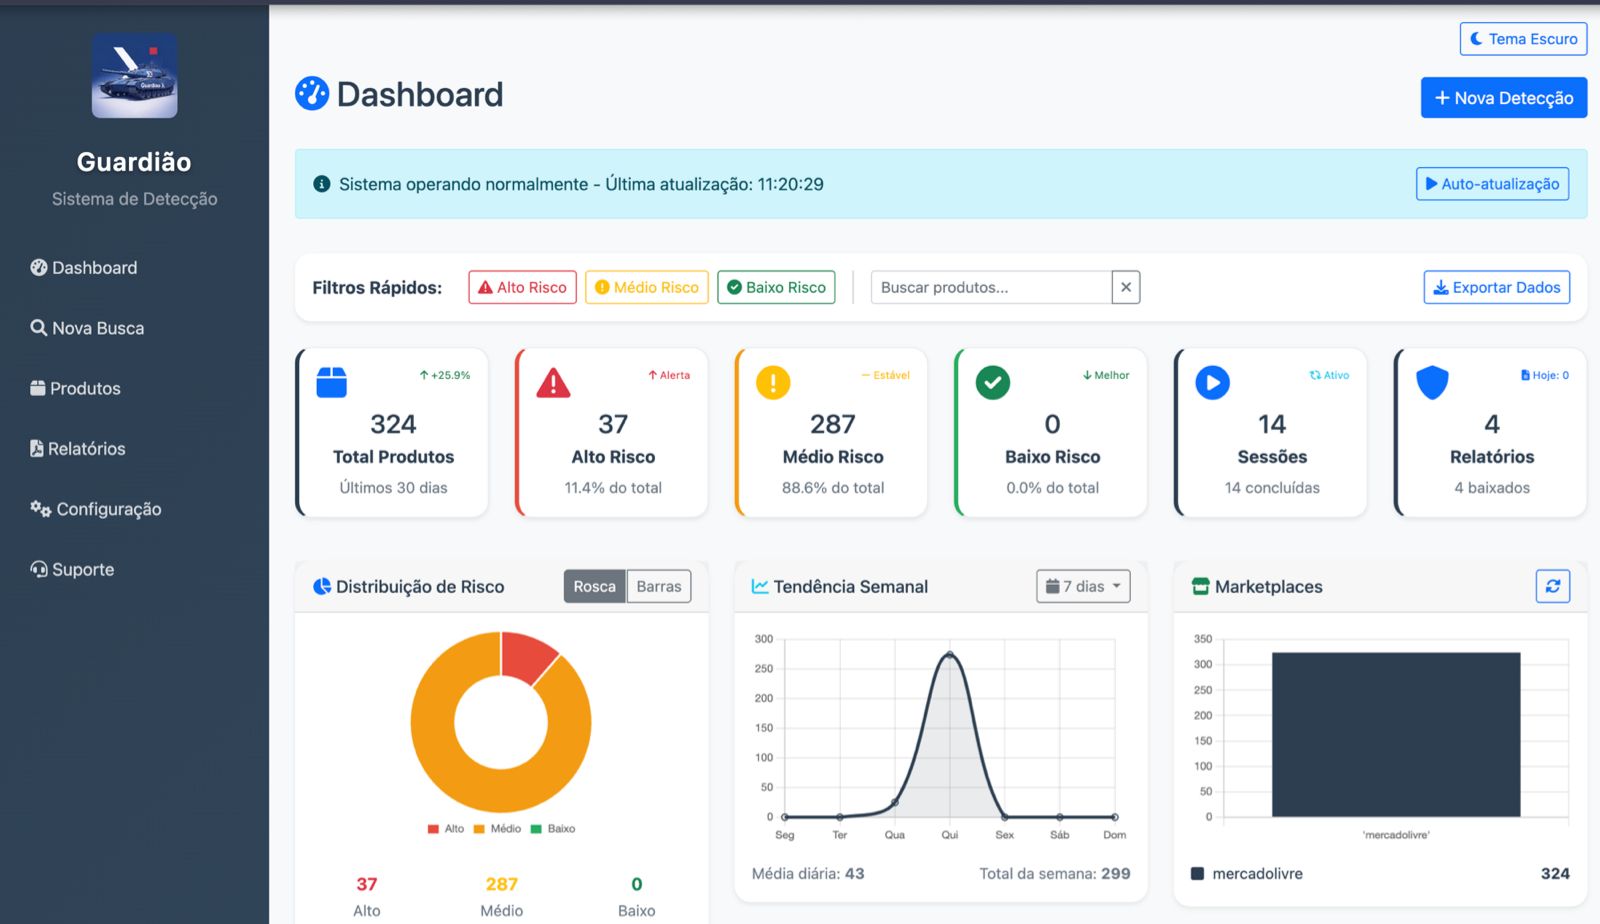 Guardião
Sistema de Detecção
Dashboard
Nova Busca
Produtos
Relatórios
Configuração
Suporte
Tema Escuro
Dashboard
+ Nova Detecção
Sistema operando normalmente - Última atualização: 11:20:29
Auto-atualização
Filtros Rápidos:
Alto Risco
Médio Risco
Baixo Risco
Buscar produtos...
Exportar Dados
+25.9%
324
Total Produtos
Últimos 30 dias
Alerta
37
Alto Risco
11.4% do total
Estável
287
Médio Risco
88.6% do total
Melhor
0
Baixo Risco
0.0% do total
Ativo
14
Sessões
14 concluídas
Hoje: 0
4
Relatórios
4 baixados
Distribuição de Risco
Rosca
Barras
Alto Médio Baixo
37
Alto
287
Médio
0
Baixo
Tendência Semanal
7 dias
300
250
200
150
100
50
0
Seg Ter Qua Qui Sex Sáb Dom
Média diária: 43
Total da semana: 299
Marketplaces
350
300
250
200
150
100
50
0
'mercadolivre'
mercadolivre
324